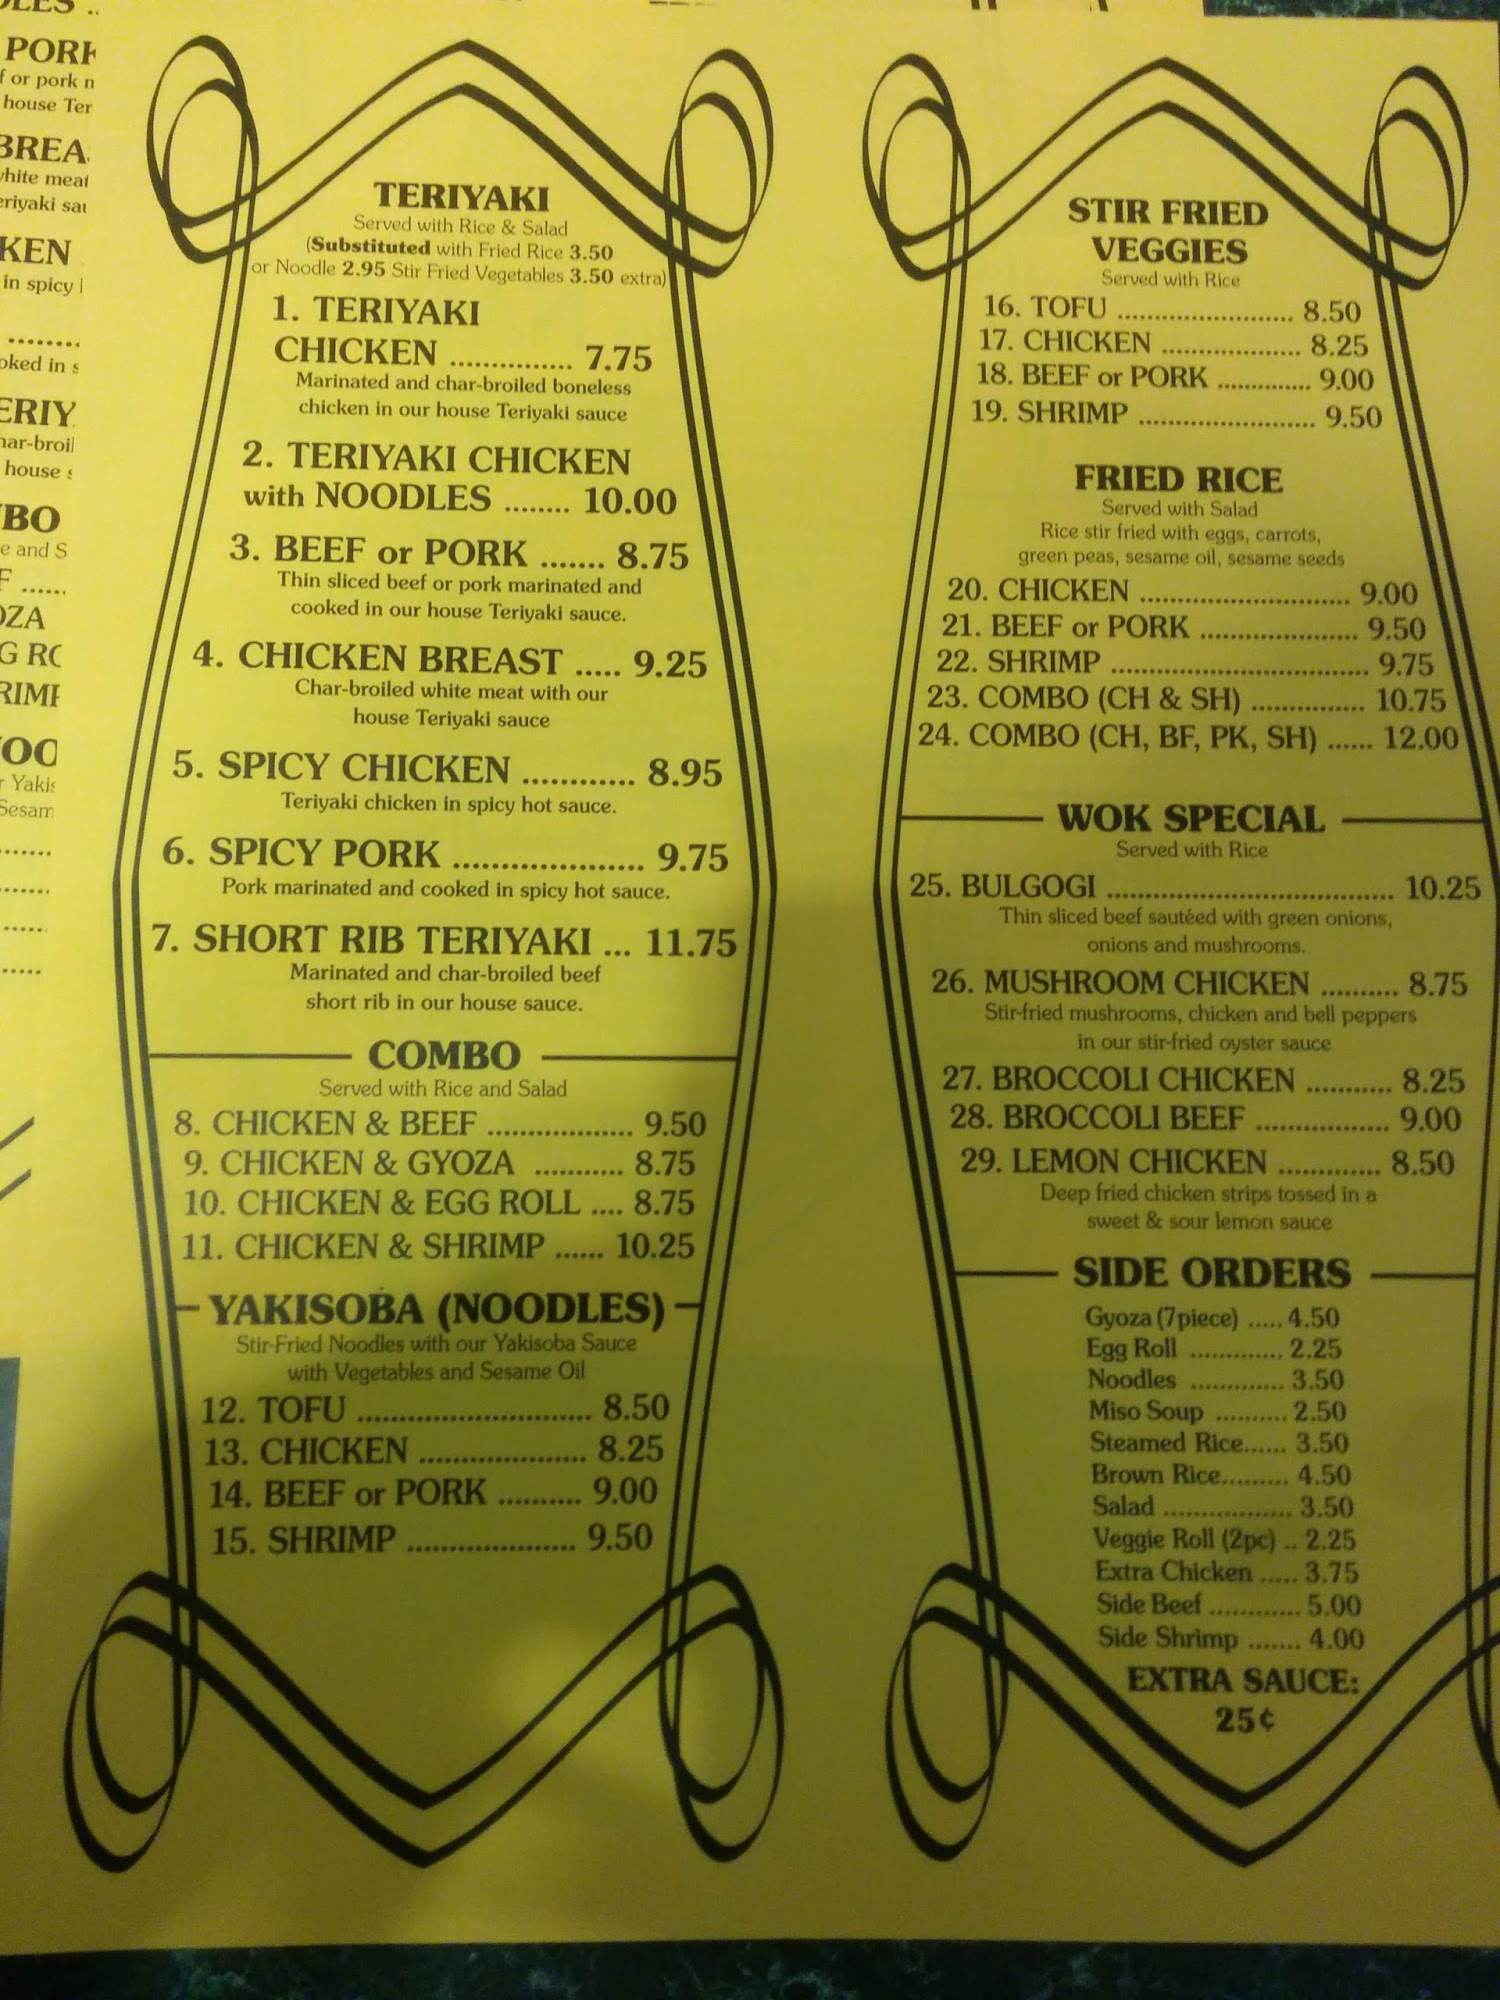 PORK
f or pork
house
in spicy
house
e and S
TERIYAKI
Served with Rice & Salad
(Substituted with Fried Rice 3.50
or Noodle 2.95 Stir Fried Vegetables 3.50 extra)
1. TERIYAKI
CHICKEN .............. 7.75
Marinated and char-broiled boneless
chicken in our house Teriyaki sauce
2. TERIYAKI CHICKEN
with NOODLES ........ 10.00
3. BEEF or PORK ....... 8.75
Thin sliced beef or pork marinated and
cooked in our house Teriyaki sauce.
4. CHICKEN BREAST ..... 9.25
Char-broiled white meat with our
house Teriyaki sauce
5. SPICY CHICKEN ............ 8.95
Teriyaki chicken in spicy hot sauce.
6. SPICY PORK .................... 9.75
Pork marinated and cooked in spicy hot sauce.
7. SHORT RIB TERIYAKI ... 11.75
Marinated and char-broiled beef
short rib in our house sauce.
COMBO
Served with Rice and Salad
8. CHICKEN & BEEF .................. 9.50
9. CHICKEN & GYOZA ........... 8.75
10. CHICKEN & EGG ROLL .... 8.75
11. CHICKEN & SHRIMP ...... 10.25
YAKISOBA (NOODLES)
Stir-Fried Noodles with our Yakisoba Sauce
with Vegetables and Sesame Oil
12. TOFU ............................ 8.50
13. CHICKEN .................... 8.25
14. BEEF or PORK .......... 9.00
15. SHRIMP .................... 9.50
STIR FRIED
VEGGIES
Served with Rice
16. TOFU ........................ 8.50
17. CHICKEN ................... 8.25
18. BEEF or PORK ............. 9.00
19. SHRIMP ........................ 9.50
FRIED RICE
Served with Salad
Rice stir fried with eggs, carrots,
green peas, sesame oil, sesame seeds
20. CHICKEN ............................ 9.00
21. BEEF or PORK ..................... 9.50
22. SHRIMP .................................. 9.75
23. COMBO (CH & SH) ............... 10.75
24. COMBO (CH, BF, PK, SH) ...... 12.00
WOK SPECIAL
Served with Rice
25. BULGOGI ...................................... 10.25
Thin sliced beef sautéed with green onions,
onions and mushrooms.
26. MUSHROOM CHICKEN .......... 8.75
Stir-fried mushrooms, chicken and bell peppers
in our stir-fried oyster sauce
27. BROCCOLI CHICKEN ........... 8.25
28. BROCCOLI BEEF ................. 9.00
29. LEMON CHICKEN ............. 8.50
Deep fried chicken strips tossed in a
sweet & sour lemon sauce
SIDE ORDERS
Gyoza (7piece) ..... 4.50
Egg Roll ............. 2.25
Noodles ............. 3.50
Miso Soup .......... 2.50
Steamed Rice...... 3.50
Brown Rice......... 4.50
Salad .................. 3.50
Veggie Roll (2pc) .. 2.25
Extra Chicken ..... 3.75
Side Beef ............. 5.00
Side Shrimp ....... 4.00
EXTRA SAUCE:
25¢